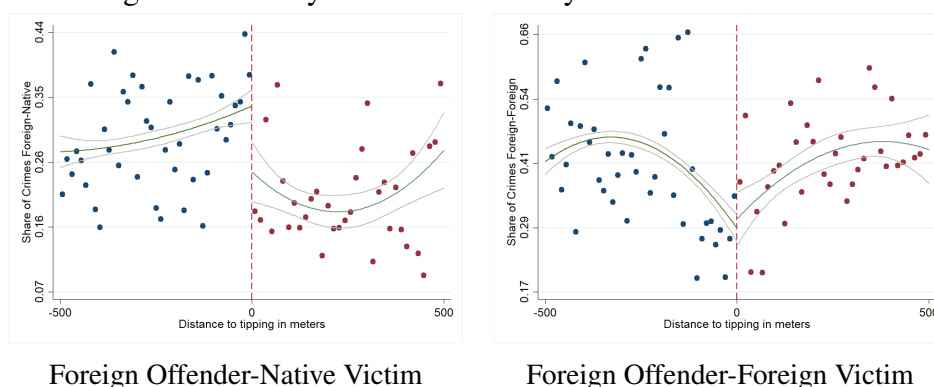 0.44
0.35
0.25
0.16
0.07
Share of Crimes Foreign-Native
-500
0
500
Distance to tipping in meters
0.66
0.54
0.44
0.29
0.17
Share of Crimes Foreign-Foreign
-500
0
500
Distance to tipping in meters
Foreign Offender-Native Victim
Foreign Offender-Foreign Victim